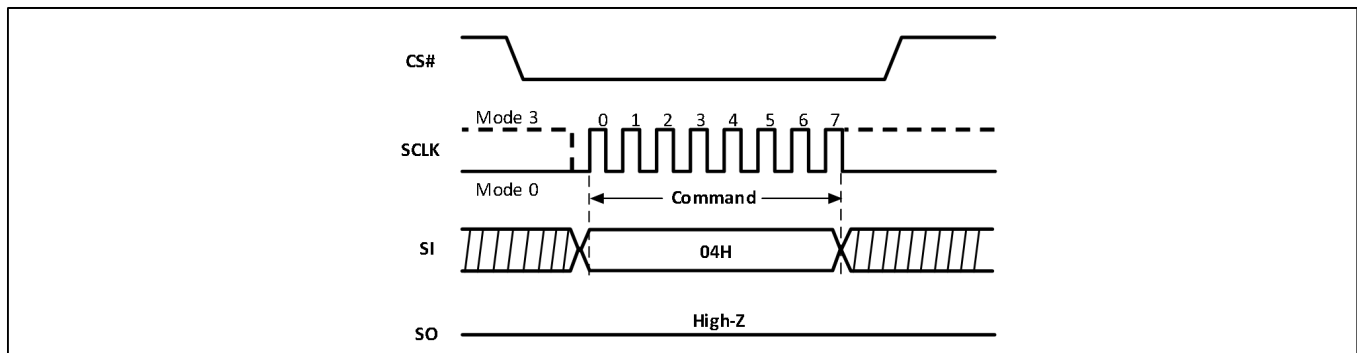 CS#
Mode 3
0 1 2 3 4 5 6 7
SCLK
Mode 0
Command
SI
04H
High-Z
SO